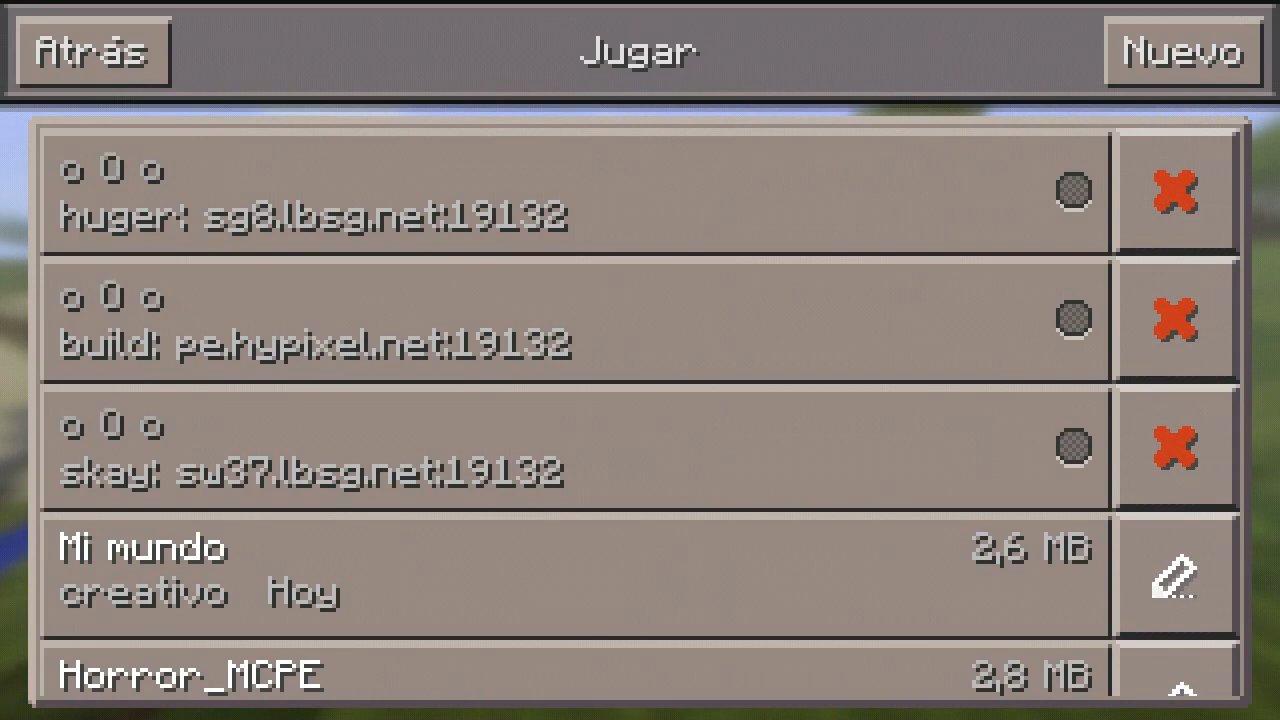 Atrás
Jugar
Nuevo
o 0 o
huger: sg8.lbsg.net:19132
o 0 o
build: pe.hypixel.net:19132
o 0 o
skay: sw37.lbsg.net:19132
Mi mundo 2,6 MB
creativo Hoy
Horror_MCPE 2,8 MB